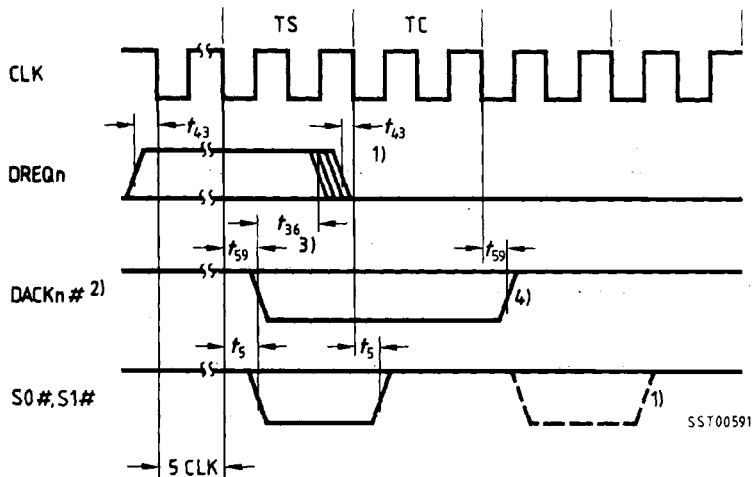 TS TC
CLK
t43 t43
1)
DREQn
t36
t59 3) t59
DACKn# 2) 4)
t5 t5
S0#,S1# 1)
SST00591
5 CLK